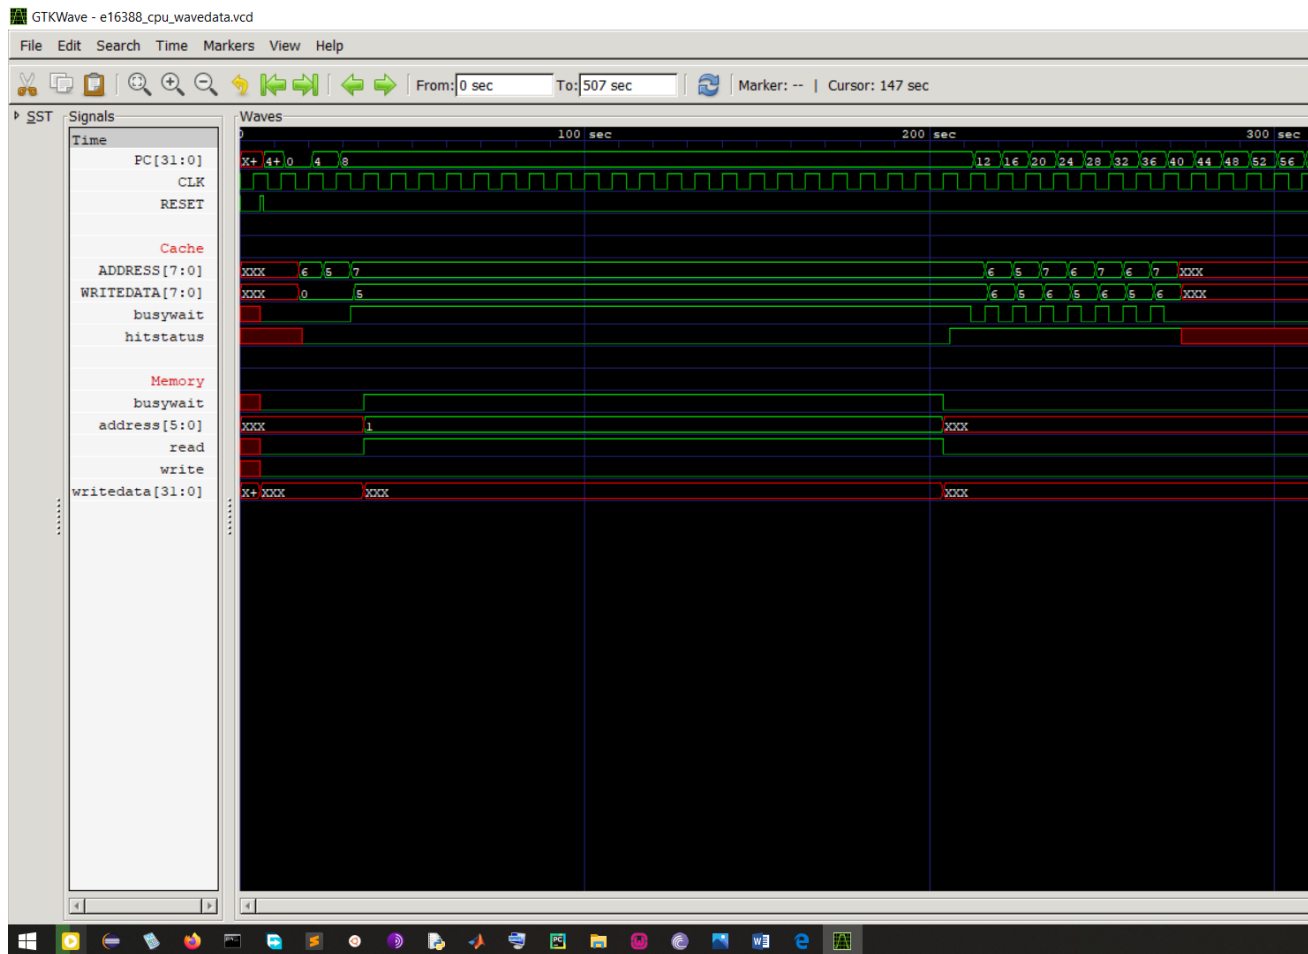 GTKWave - e16388_cpu_wavedata.vcd
File Edit Search Time Markers View Help
From: 0 sec To: 507 sec Marker: -- | Cursor: 147 sec
SST Signals Waves
Time 0 100 sec 200 sec 300 sec
PC[31:0] X+ 4+ 0 4 8 12 16 20 24 28 32 36 40 44 48 52 56
CLK
RESET
Cache
ADDRESS[7:0] XXX 6 5 7 6 5 7 6 7 6 7 XXX
WRITEDATA[7:0] XXX 0 5 6 5 6 5 6 5 6 XXX
busywait
hitstatus
Memory
busywait
address[5:0] XXX 1 XXX
read
write
writedata[31:0] X+ XXX XXX XXX